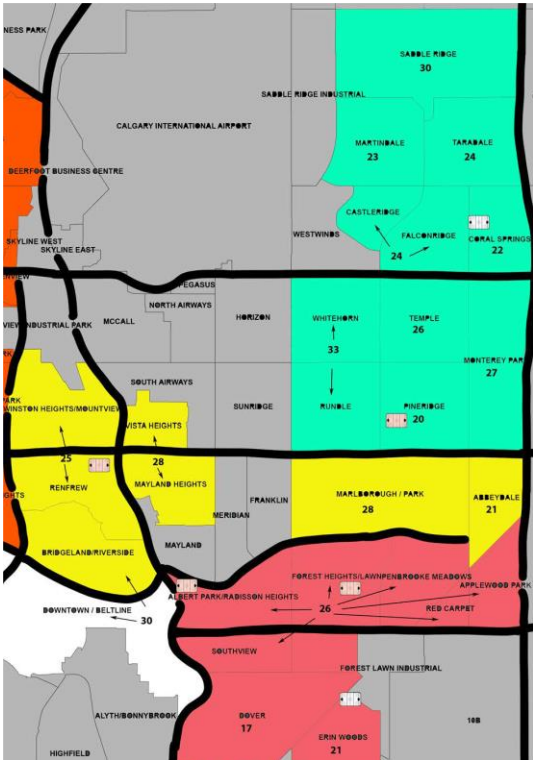 NESS PARK
SADDLE RIDGE
30
SADDLE RIDGE INDUSTRIAL
CALGARY INTERNATIONAL AIRPORT
MARTINDALE
23
TARADALE
24
DEERFOOT BUSINESS CENTRE
CASTLERIDGE
WESTWINDS
FALCONRIDGE
CORAL SPRINGS
22
24
SKYLINE WEST
SKYLINE EAST
PEGASUS
NORTH AIRWAYS
HORIZON
WHITEHORN
TEMPLE
26
MCCALL
VIEW INDUSTRIAL PARK
33
MONTEREY PAR
27
SOUTH AIRWAYS
PARK
WINSTON HEIGHTS/MOUNTVIEW
SUNRIDGE
RUNDLE
PINERIDGE
20
VISTA HEIGHTS
25
28
RENFREW
MAYLAND HEIGHTS
MARLBOROUGH / PARK
28
ABBEYDALE
21
GHTS
FRANKLIN
MERIDIAN
MAYLAND
BRIDGELAND/RIVERSIDE
FOREST HEIGHTS/LAWN
PENBROOKE MEADOWS
APPLEWOOD PARK
ALBERT PARK/RADISSON HEIGHTS
DOWNTOWN / BELTLINE
30
26
RED CARPET
SOUTHVIEW
FOREST LAWN INDUSTRIAL
ALYTH/BONNYBROOK
DOVER
17
10B
ERIN WOODS
21
HIGHFIELD